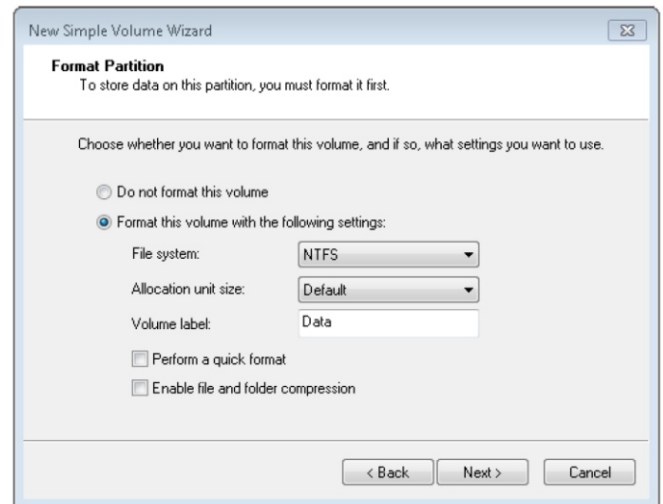 New Simple Volume Wizard
Format Partition
To store data on this partition, you must format it first.
Choose whether you want to format this volume, and if so, what settings you want to use.
Do not format this volume
Format this volume with the following settings:
File system: NTFS
Allocation unit size: Default
Volume label: Data
Perform a quick format
Enable file and folder compression
< Back Next > Cancel